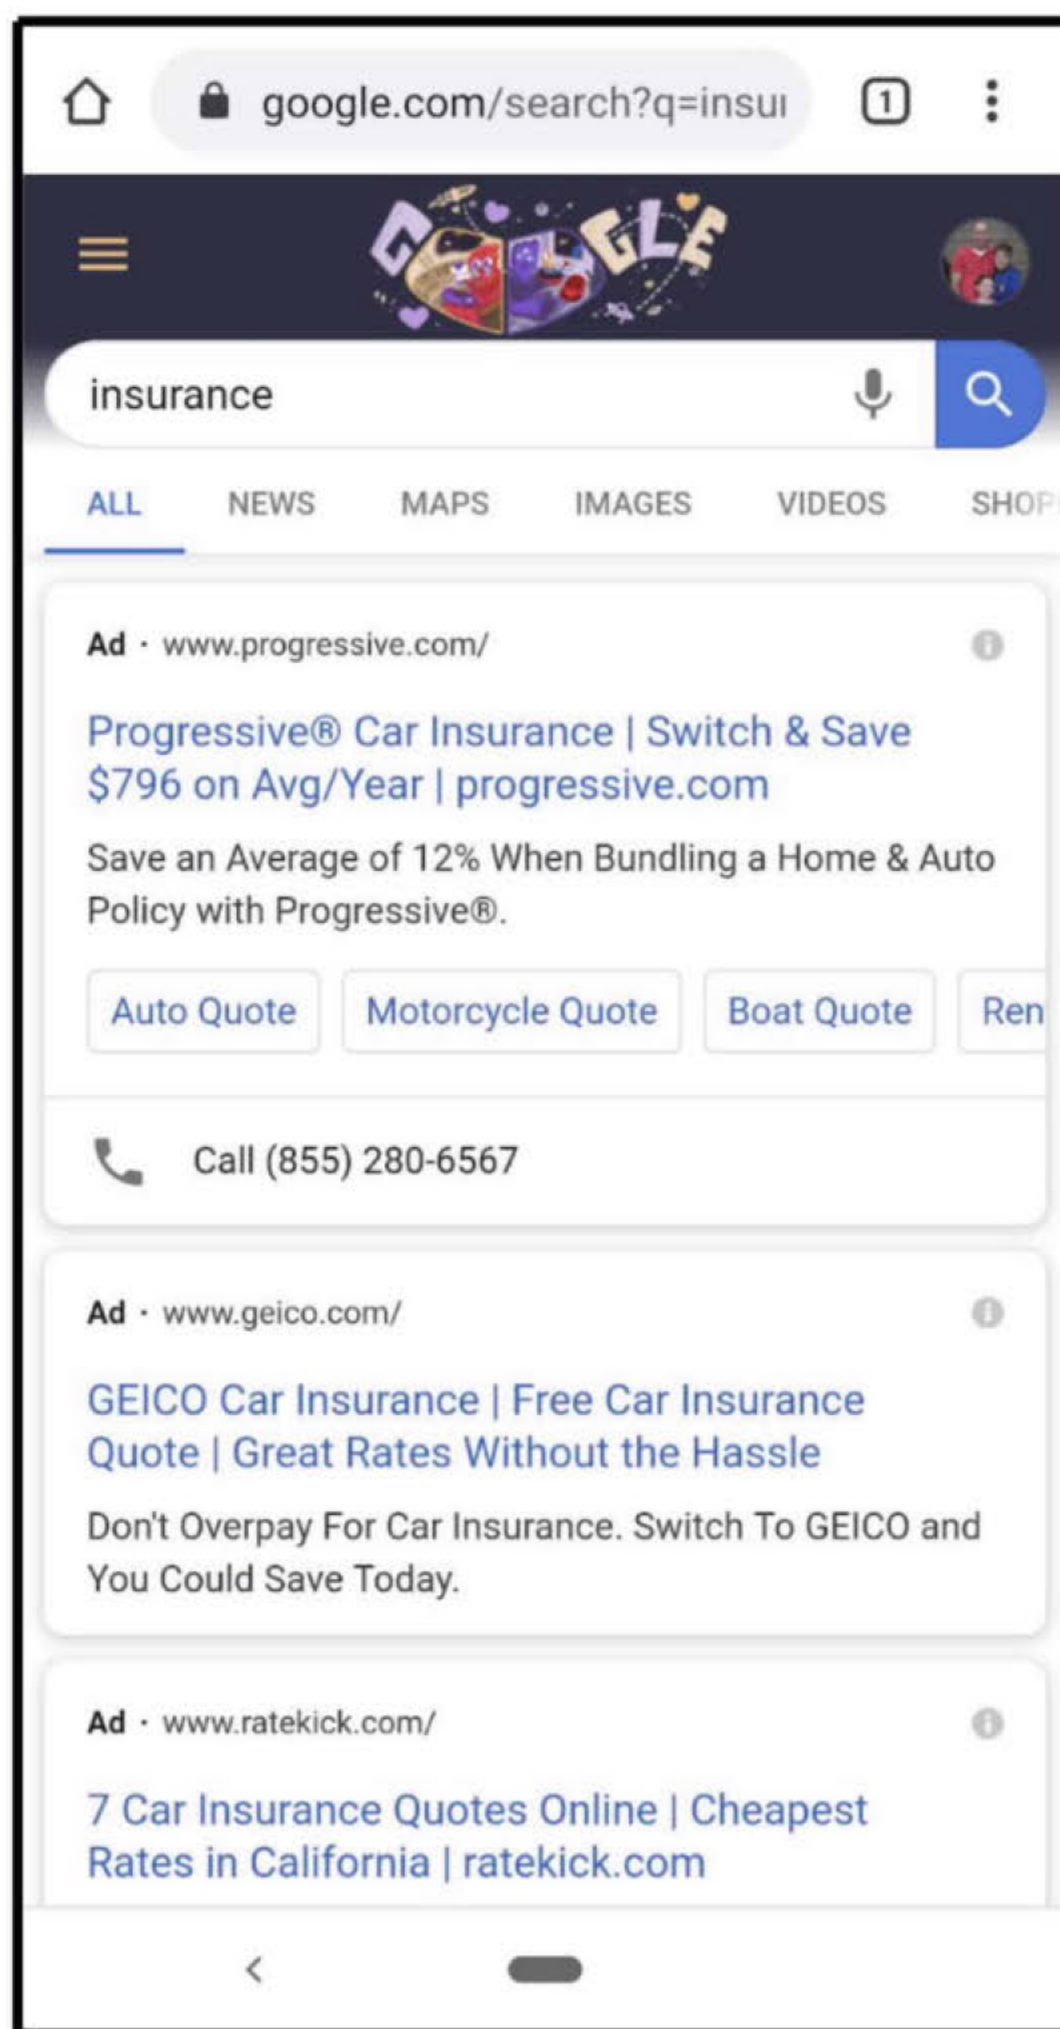 google.com/search?q=insu
1
GOOGLE
insurance
ALL NEWS MAPS IMAGES VIDEOS SHOP
Ad · www.progressive.com/
Progressive® Car Insurance | Switch & Save
$796 on Avg/Year | progressive.com
Save an Average of 12% When Bundling a Home & Auto
Policy with Progressive®.
Auto Quote Motorcycle Quote Boat Quote Ren
Call (855) 280-6567
Ad · www.geico.com/
GEICO Car Insurance | Free Car Insurance
Quote | Great Rates Without the Hassle
Don't Overpay For Car Insurance. Switch To GEICO and
You Could Save Today.
Ad · www.ratekick.com/
7 Car Insurance Quotes Online | Cheapest
Rates in California | ratekick.com